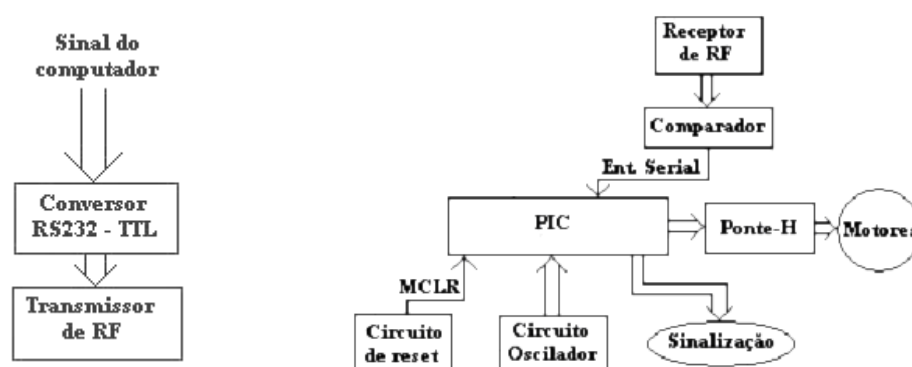 Sinal do
computador
Conversor
RS232 - TTL
Transmissor
de RF
Receptor
de RF
Comparador
Ent. Serial
PIC
Ponte-H
Motores
MCLR
Circuito
de reset
Circuito
Oscilador
Sinalização